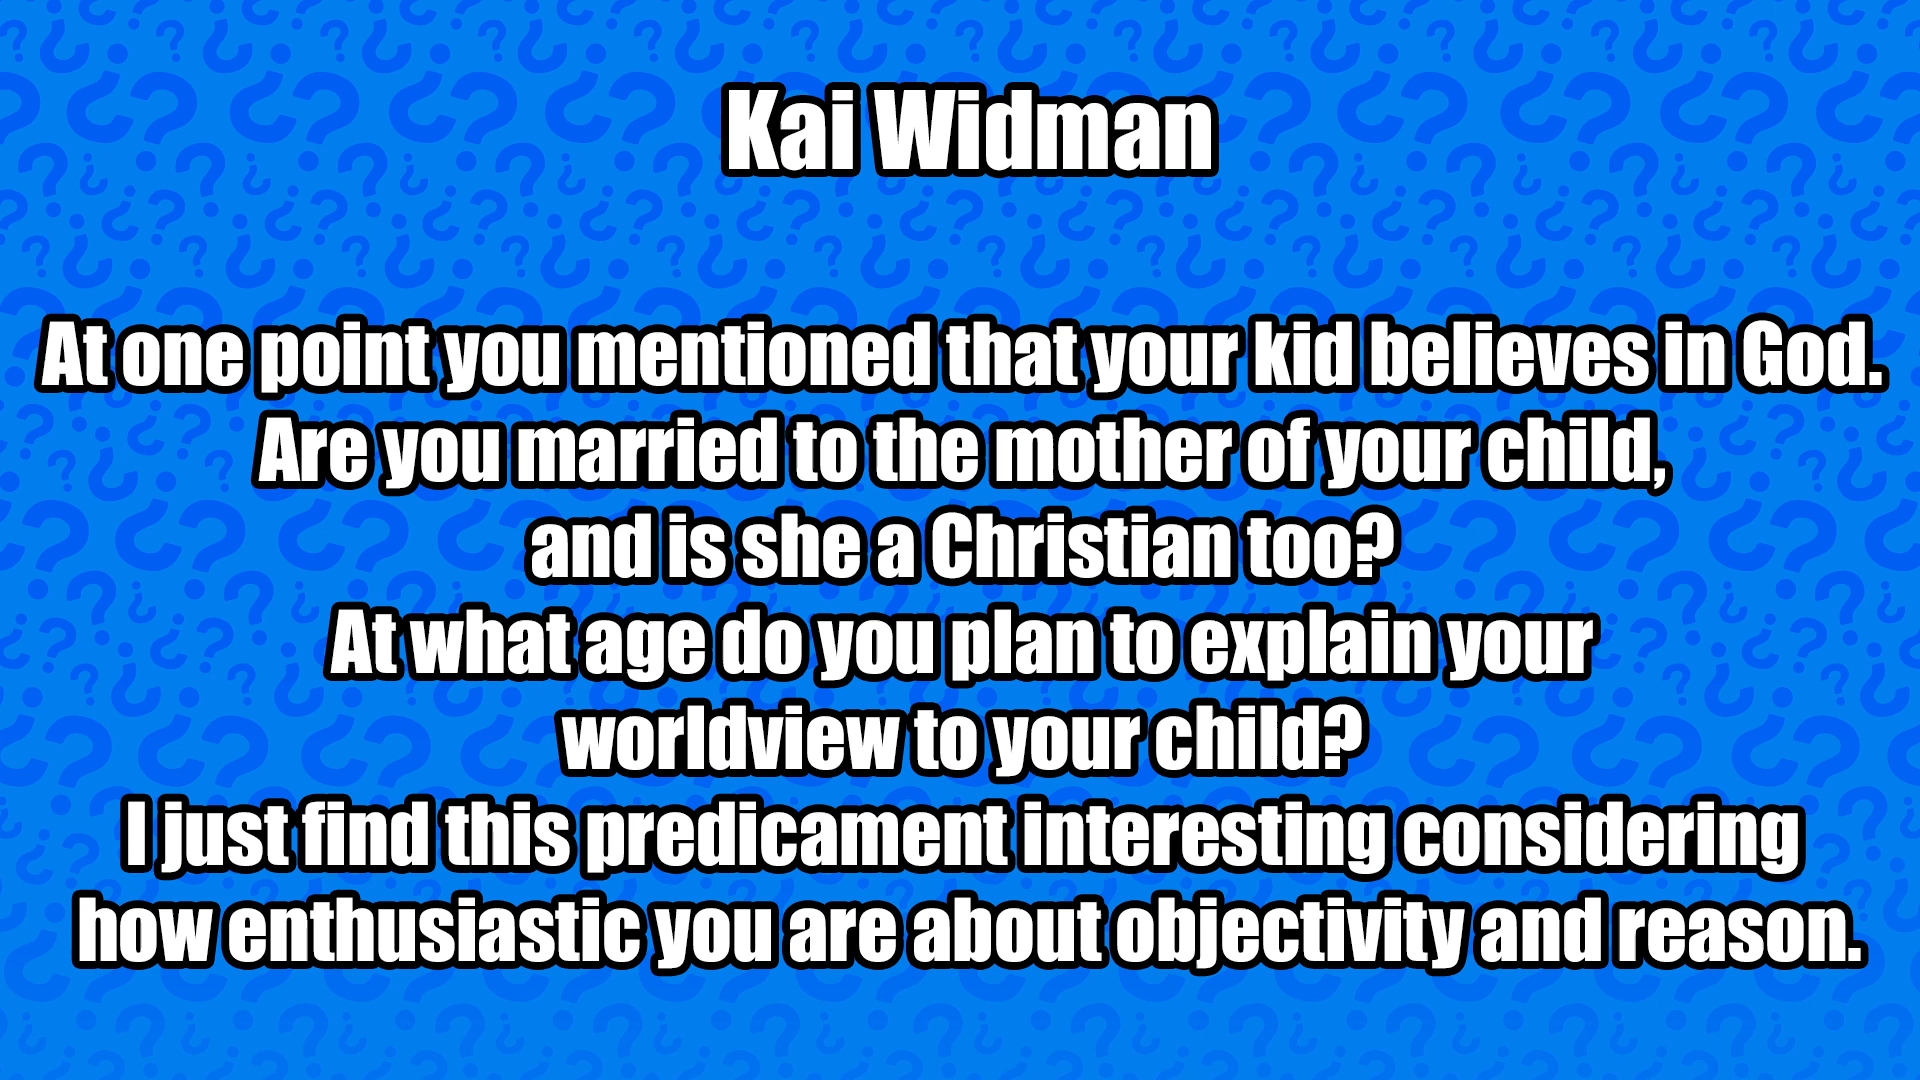 Kai Widman
At one point you mentioned that your kid believes in God.
Are you married to the mother of your child,
and is she a Christian too?
At what age do you plan to explain your
worldview to your child?
I just find this predicament interesting considering
how enthusiastic you are about objectivity and reason.